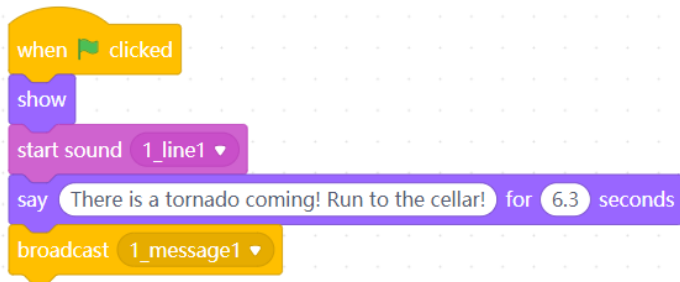 when clicked
show
start sound 1_line1
say There is a tornado coming! Run to the cellar! for 6.3 seconds
broadcast 1_message1